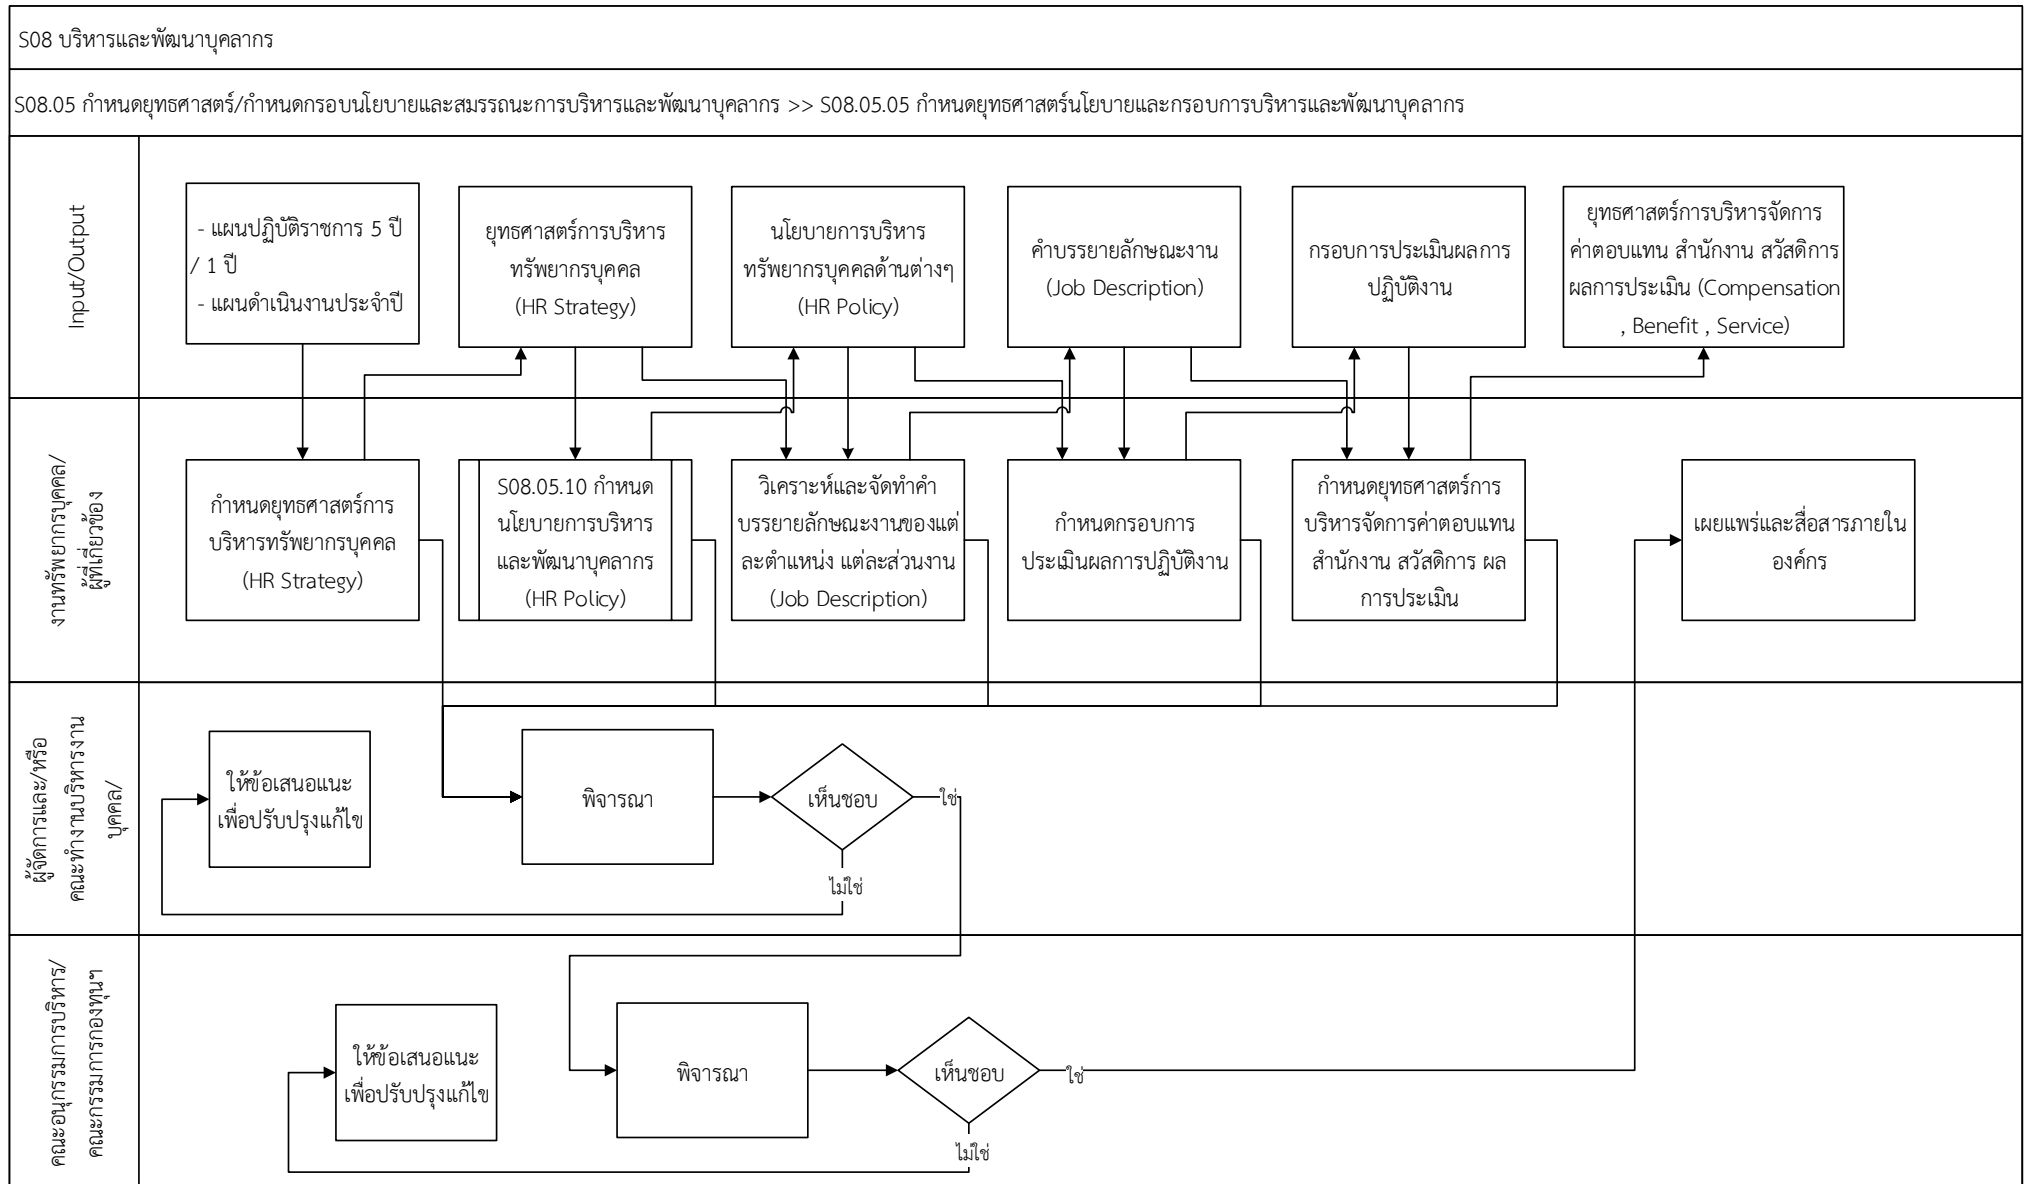 S08 บริหารและพัฒนาบุคลากร
S08.05 กำหนดยุทธศาสตร์/กำหนดกรอบนโยบายและสมรรถนะการบริหารและพัฒนาบุคลากร >> S08.05.05 กำหนดยุทธศาสตร์นโยบายและกรอบการบริหารและพัฒนาบุคลากร
Input/Output
- แผนปฏิบัติราชการ 5 ปี
/ 1 ปี
- แผนดำเนินงานประจำปี
ยุทธศาสตร์การบริหาร
ทรัพยากรบุคคล
(HR Strategy)
นโยบายการบริหาร
ทรัพยากรบุคคลด้านต่างๆ
(HR Policy)
คำบรรยายลักษณะงาน
(Job Description)
กรอบการประเมินผลการ
ปฏิบัติงาน
ยุทธศาสตร์การบริหารจัดการ
ค่าตอบแทน สำนักงาน สวัสดิการ
ผลการประเมิน (Compensation
, Benefit , Service)
งานทรัพยากรบุคคล/
ผู้ที่เกี่ยวข้อง
กำหนดยุทธศาสตร์การ
บริหารทรัพยากรบุคคล
(HR Strategy)
S08.05.10 กำหนด
นโยบายการบริหาร
และพัฒนาบุคลากร
(HR Policy)
วิเคราะห์และจัดทำคำ
บรรยายลักษณะงานของแต่
ละตำแหน่ง แต่ละส่วนงาน
(Job Description)
กำหนดกรอบการ
ประเมินผลการปฏิบัติงาน
กำหนดยุทธศาสตร์การ
บริหารจัดการค่าตอบแทน
สำนักงาน สวัสดิการ ผล
การประเมิน
เผยแพร่และสื่อสารภายใน
องค์กร
ผู้จัดการและ/หรือ
คณะทำงานบริหารงาน
บุคคล/
ให้ข้อเสนอแนะ
เพื่อปรับปรุงแก้ไข
พิจารณา
เห็นชอบ
ใช่
ไม่ใช่
คณะอนุกรรมการบริหาร/
คณะกรรมการกองทุนฯ
ให้ข้อเสนอแนะ
เพื่อปรับปรุงแก้ไข
พิจารณา
เห็นชอบ
ใช่
ไม่ใช่